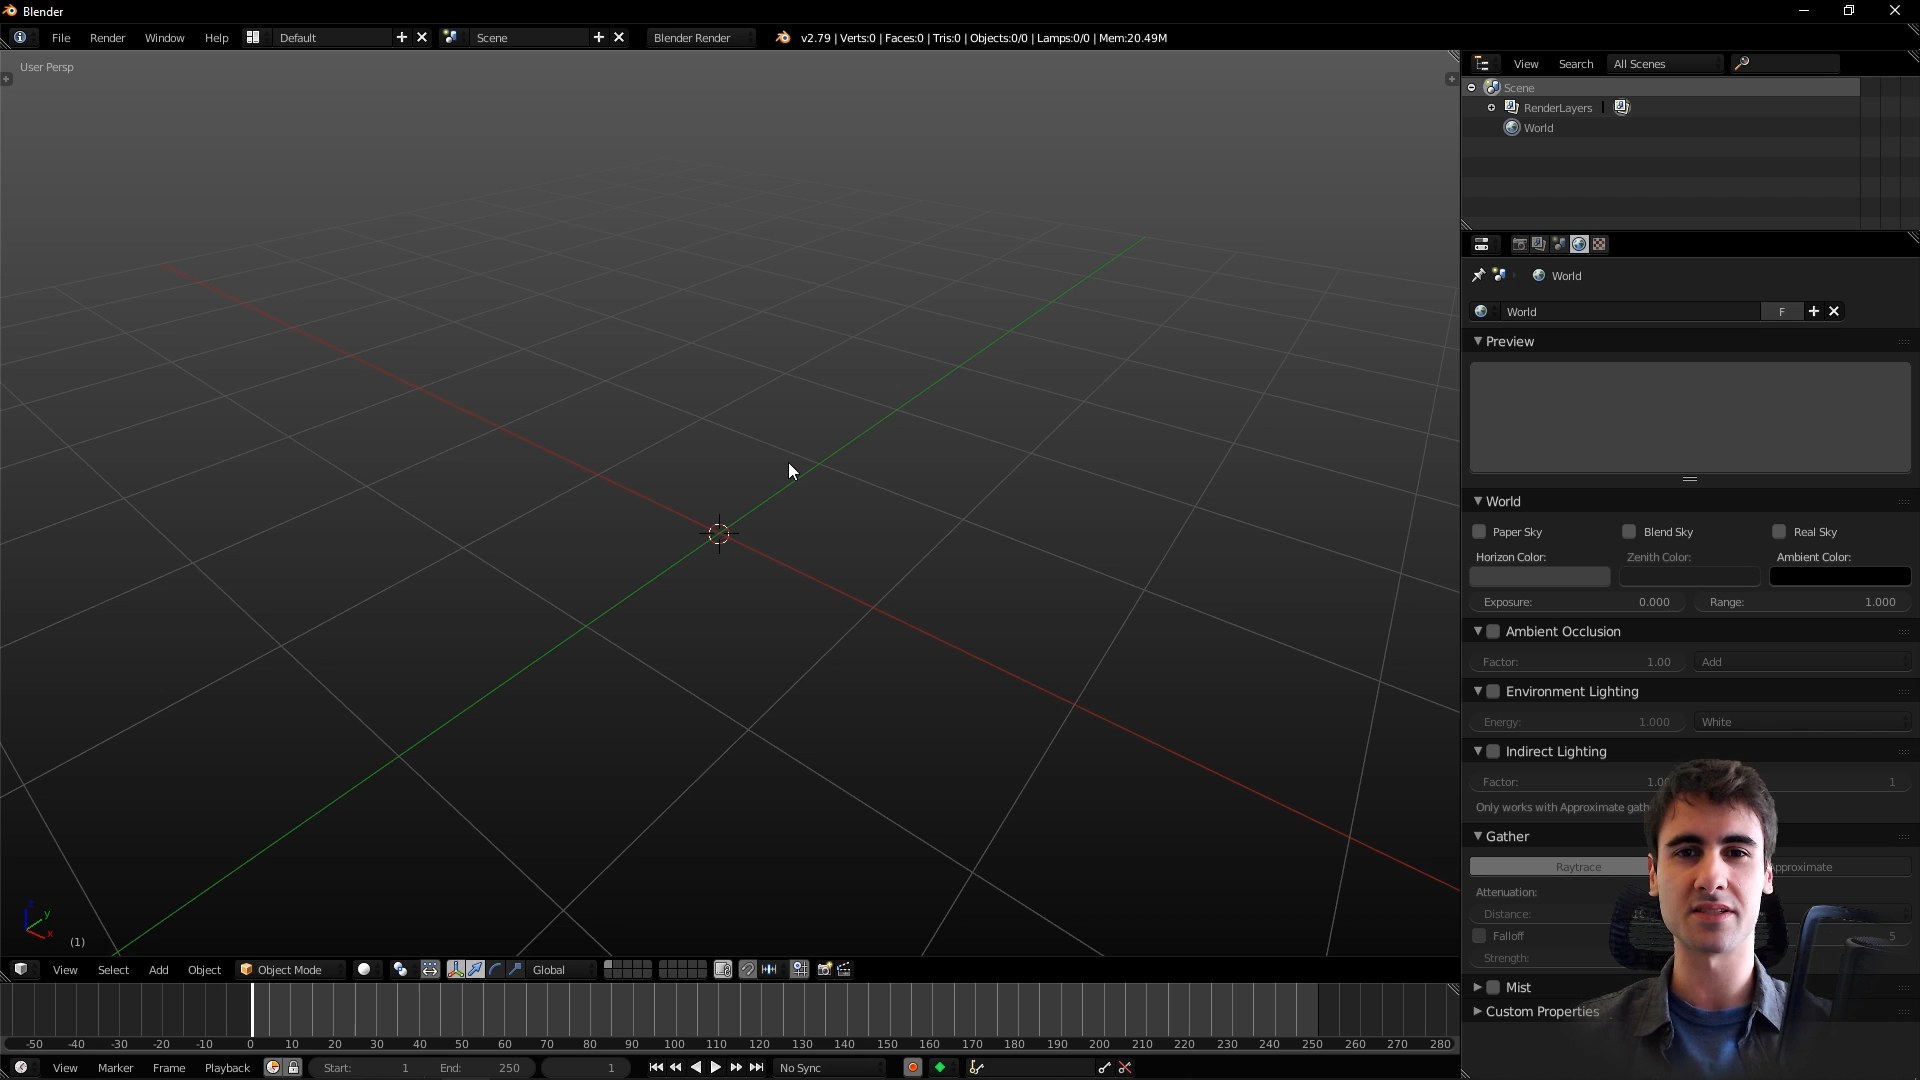 Blender
File Render Window Help Default Scene Blender Render v2.79 | Verts:0 | Faces:0 | Tris:0 | Objects:0/0 | Lamps:0/0 | Mem:20.49M
User Persp
View Search All Scenes
Scene
RenderLayers
World
World
World F
Preview
World
Paper Sky Blend Sky Real Sky
Horizon Color: Zenith Color: Ambient Color:
Exposure: 0.000 Range: 1.000
Ambient Occlusion
Factor: 1.00 Add
Environment Lighting
Energy: 1.000 White
Indirect Lighting
Factor: 1.00 1
Only works with Approximate gath
Gather
Raytrace Approximate
Attenuation:
Distance:
Falloff 5
Strength:
Mist
Custom Properties
z
y
x
(1)
View Select Add Object Object Mode Global
-50 -40 -30 -20 -10 0 10 20 30 40 50 60 70 80 90 100 110 120 130 140 150 160 170 180 190 200 210 220 230 240 250 260 270 280
View Marker Frame Playback Start: 1 End: 250 1 No Sync